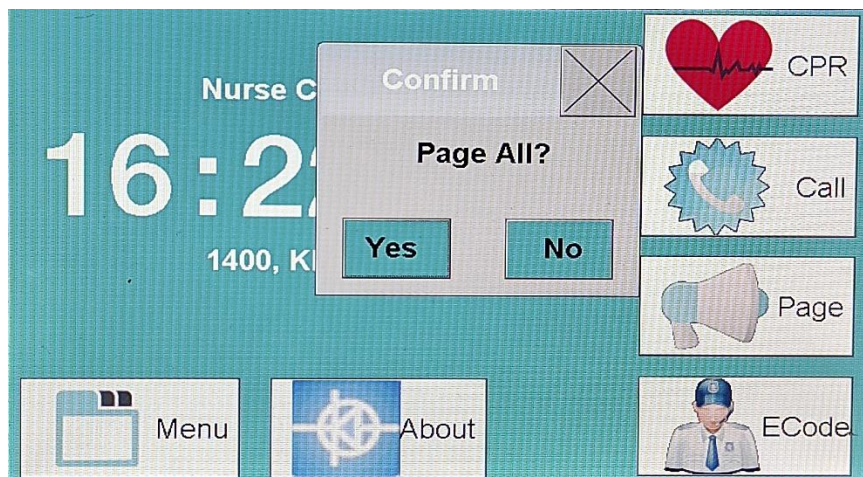 Nurse C
16:2
1400, K
Confirm
Page All?
Yes
No
CPR
Call
Page
ECode
Menu
About